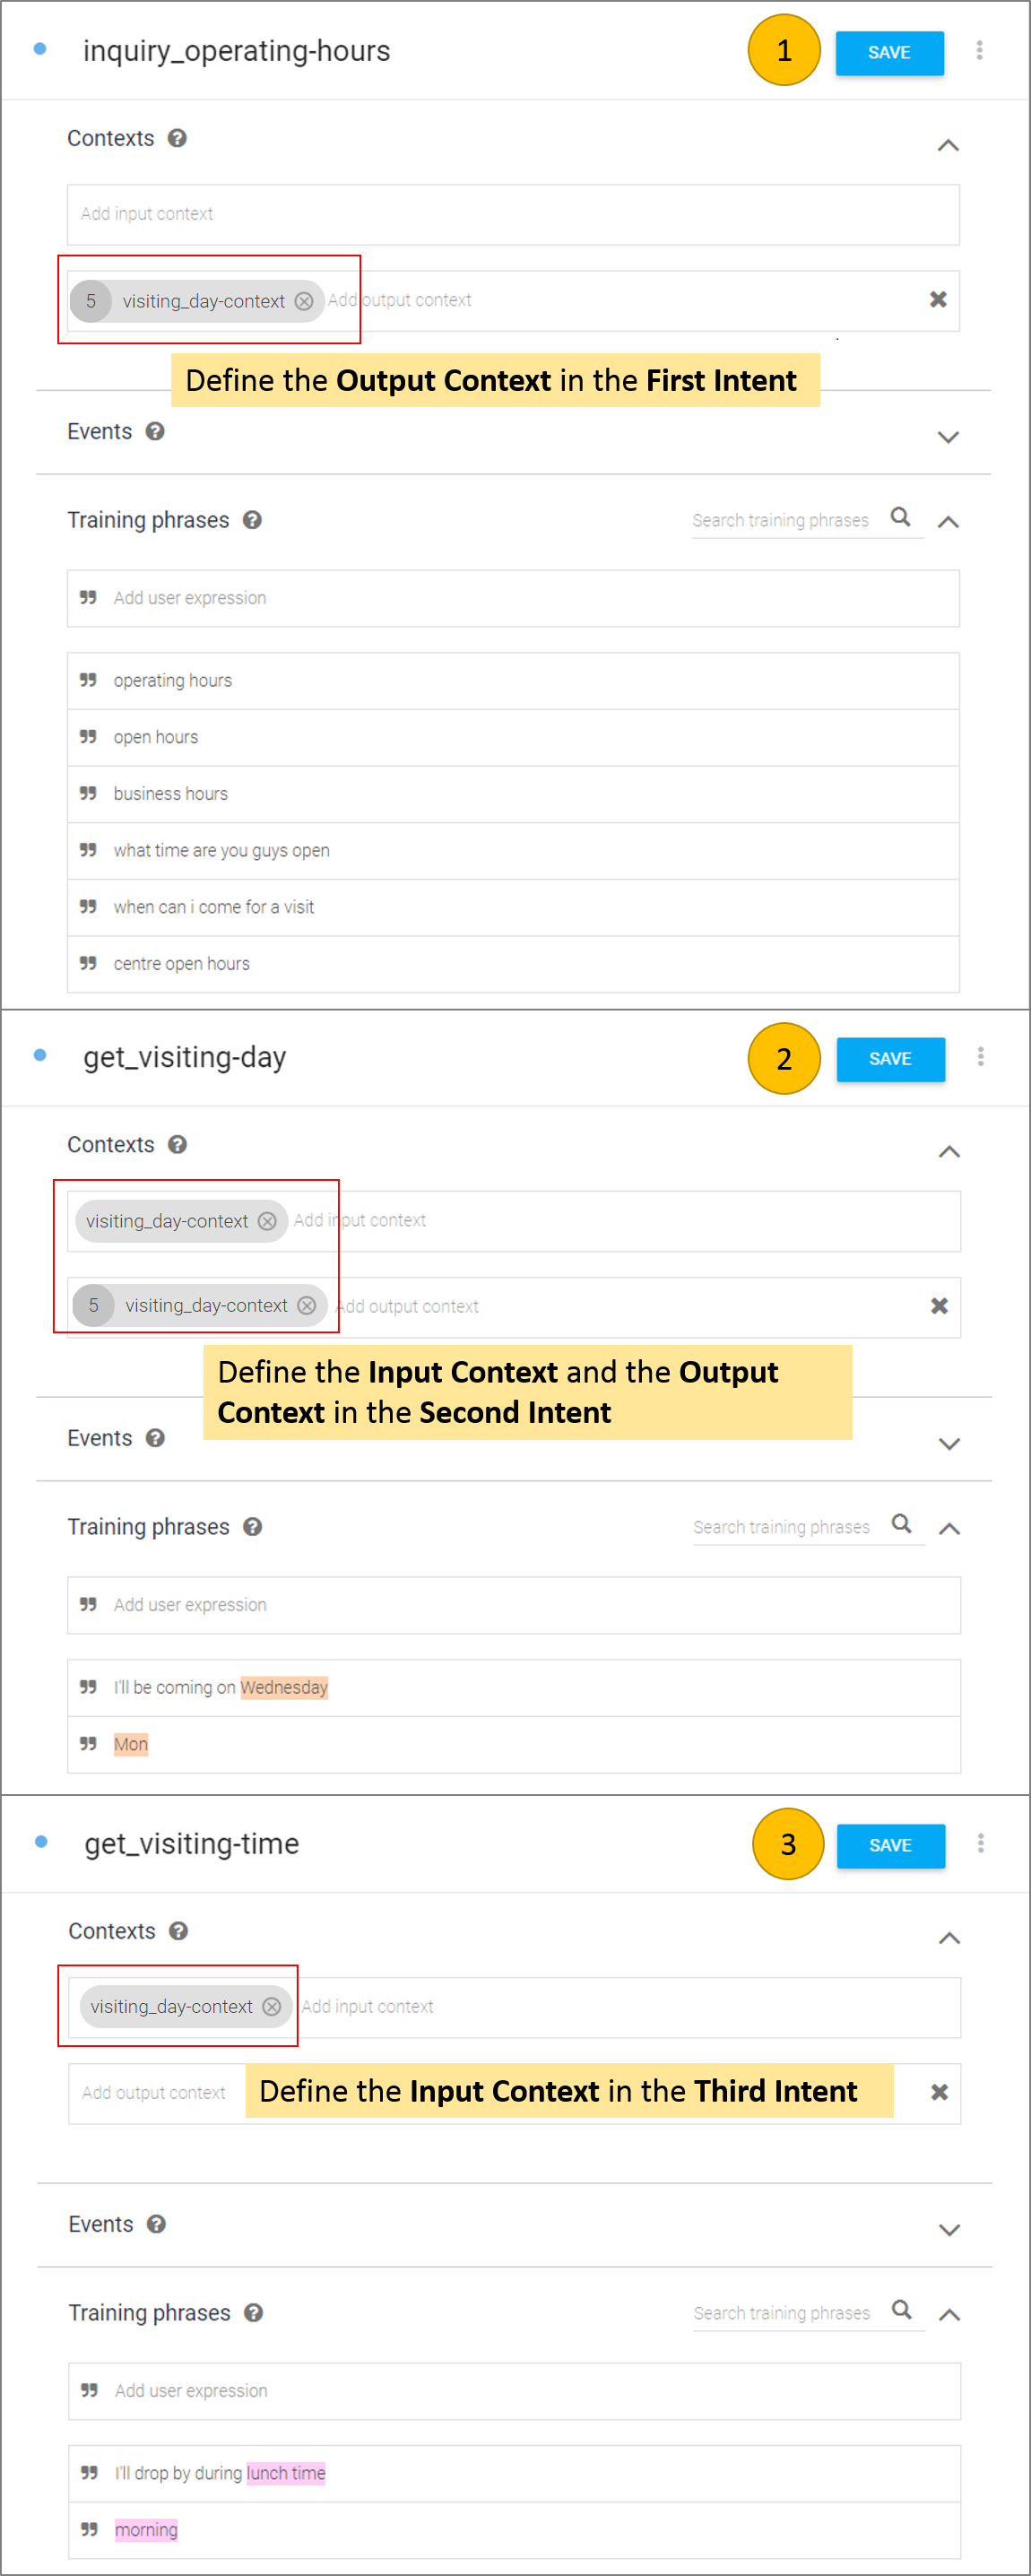 inquiry_operating-hours
1
SAVE
Contexts
Add input context
5 visiting_day-context Add output context
Define the Output Context in the First Intent
Events
Training phrases
Search training phrases
Add user expression
operating hours
open hours
business hours
what time are you guys open
when can i come for a visit
centre open hours
get_visiting-day
2
SAVE
Contexts
visiting_day-context Add input context
5 visiting_day-context Add output context
Define the Input Context and the Output
Context in the Second Intent
Events
Training phrases
Search training phrases
Add user expression
I'll be coming on Wednesday
Mon
get_visiting-time
3
SAVE
Contexts
visiting_day-context Add input context
Add output context
Define the Input Context in the Third Intent
Events
Training phrases
Search training phrases
Add user expression
I'll drop by during lunch time
morning